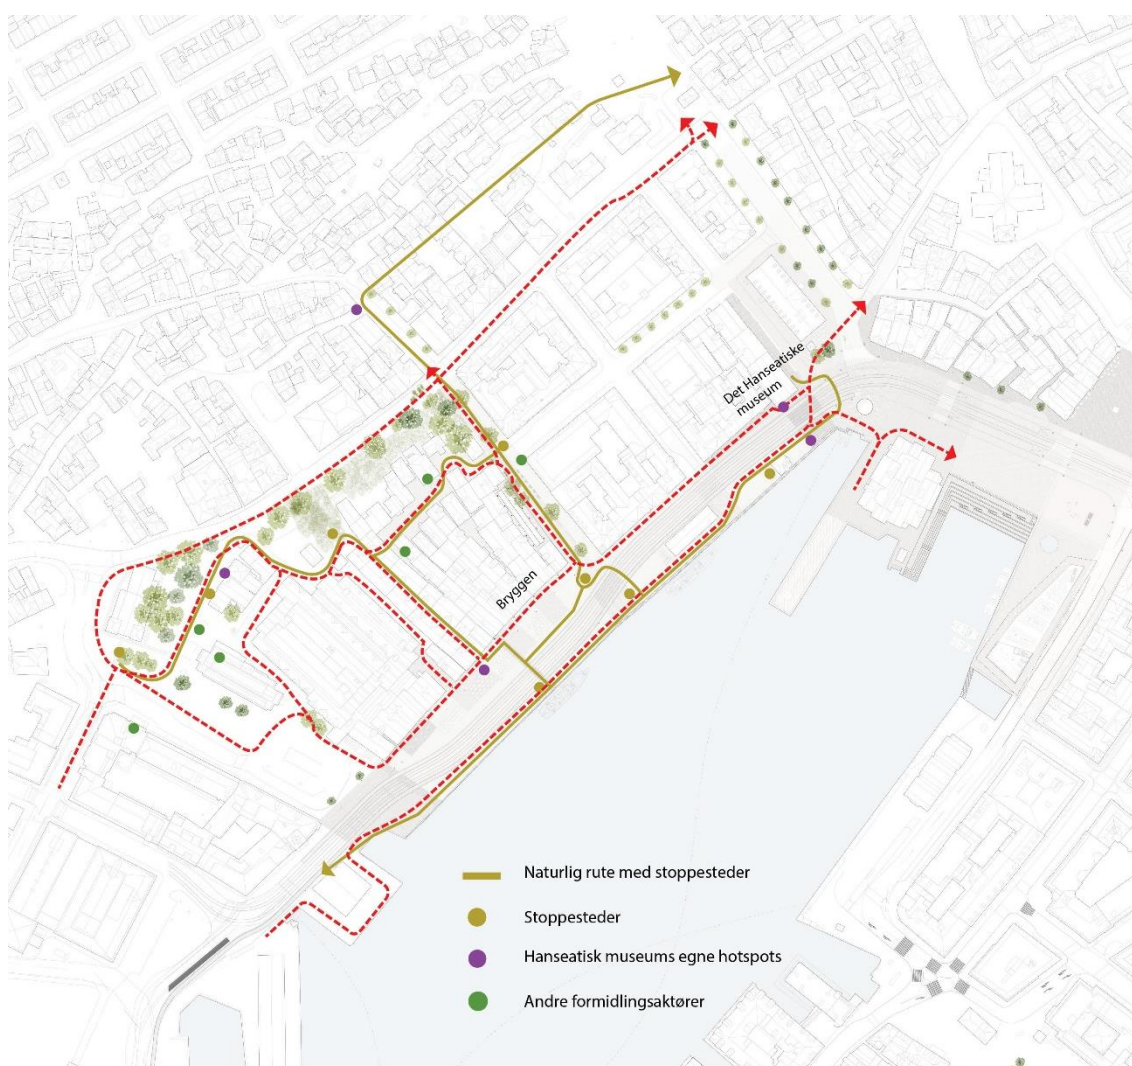 Det Hanseatiske
museum
Bryggen
Naturlig rute med stoppesteder
Stoppesteder
Hanseatisk museums egne hotspots
Andre formidlingsaktører